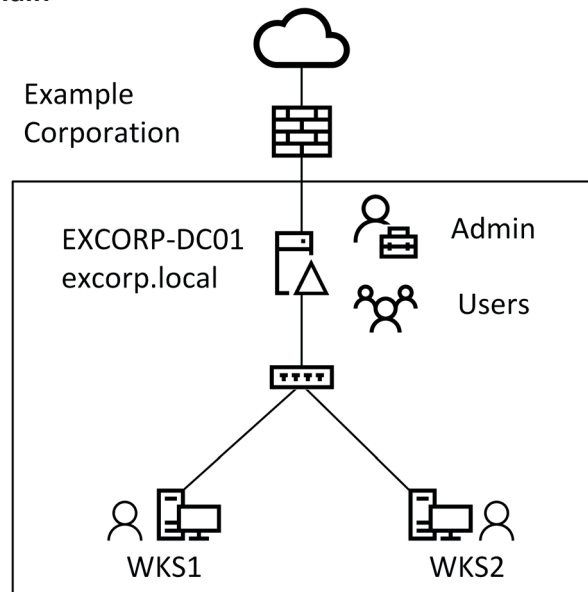 Example
Corporation
EXCORP-DC01
excorp.local
Admin
Users
WKS1
WKS2